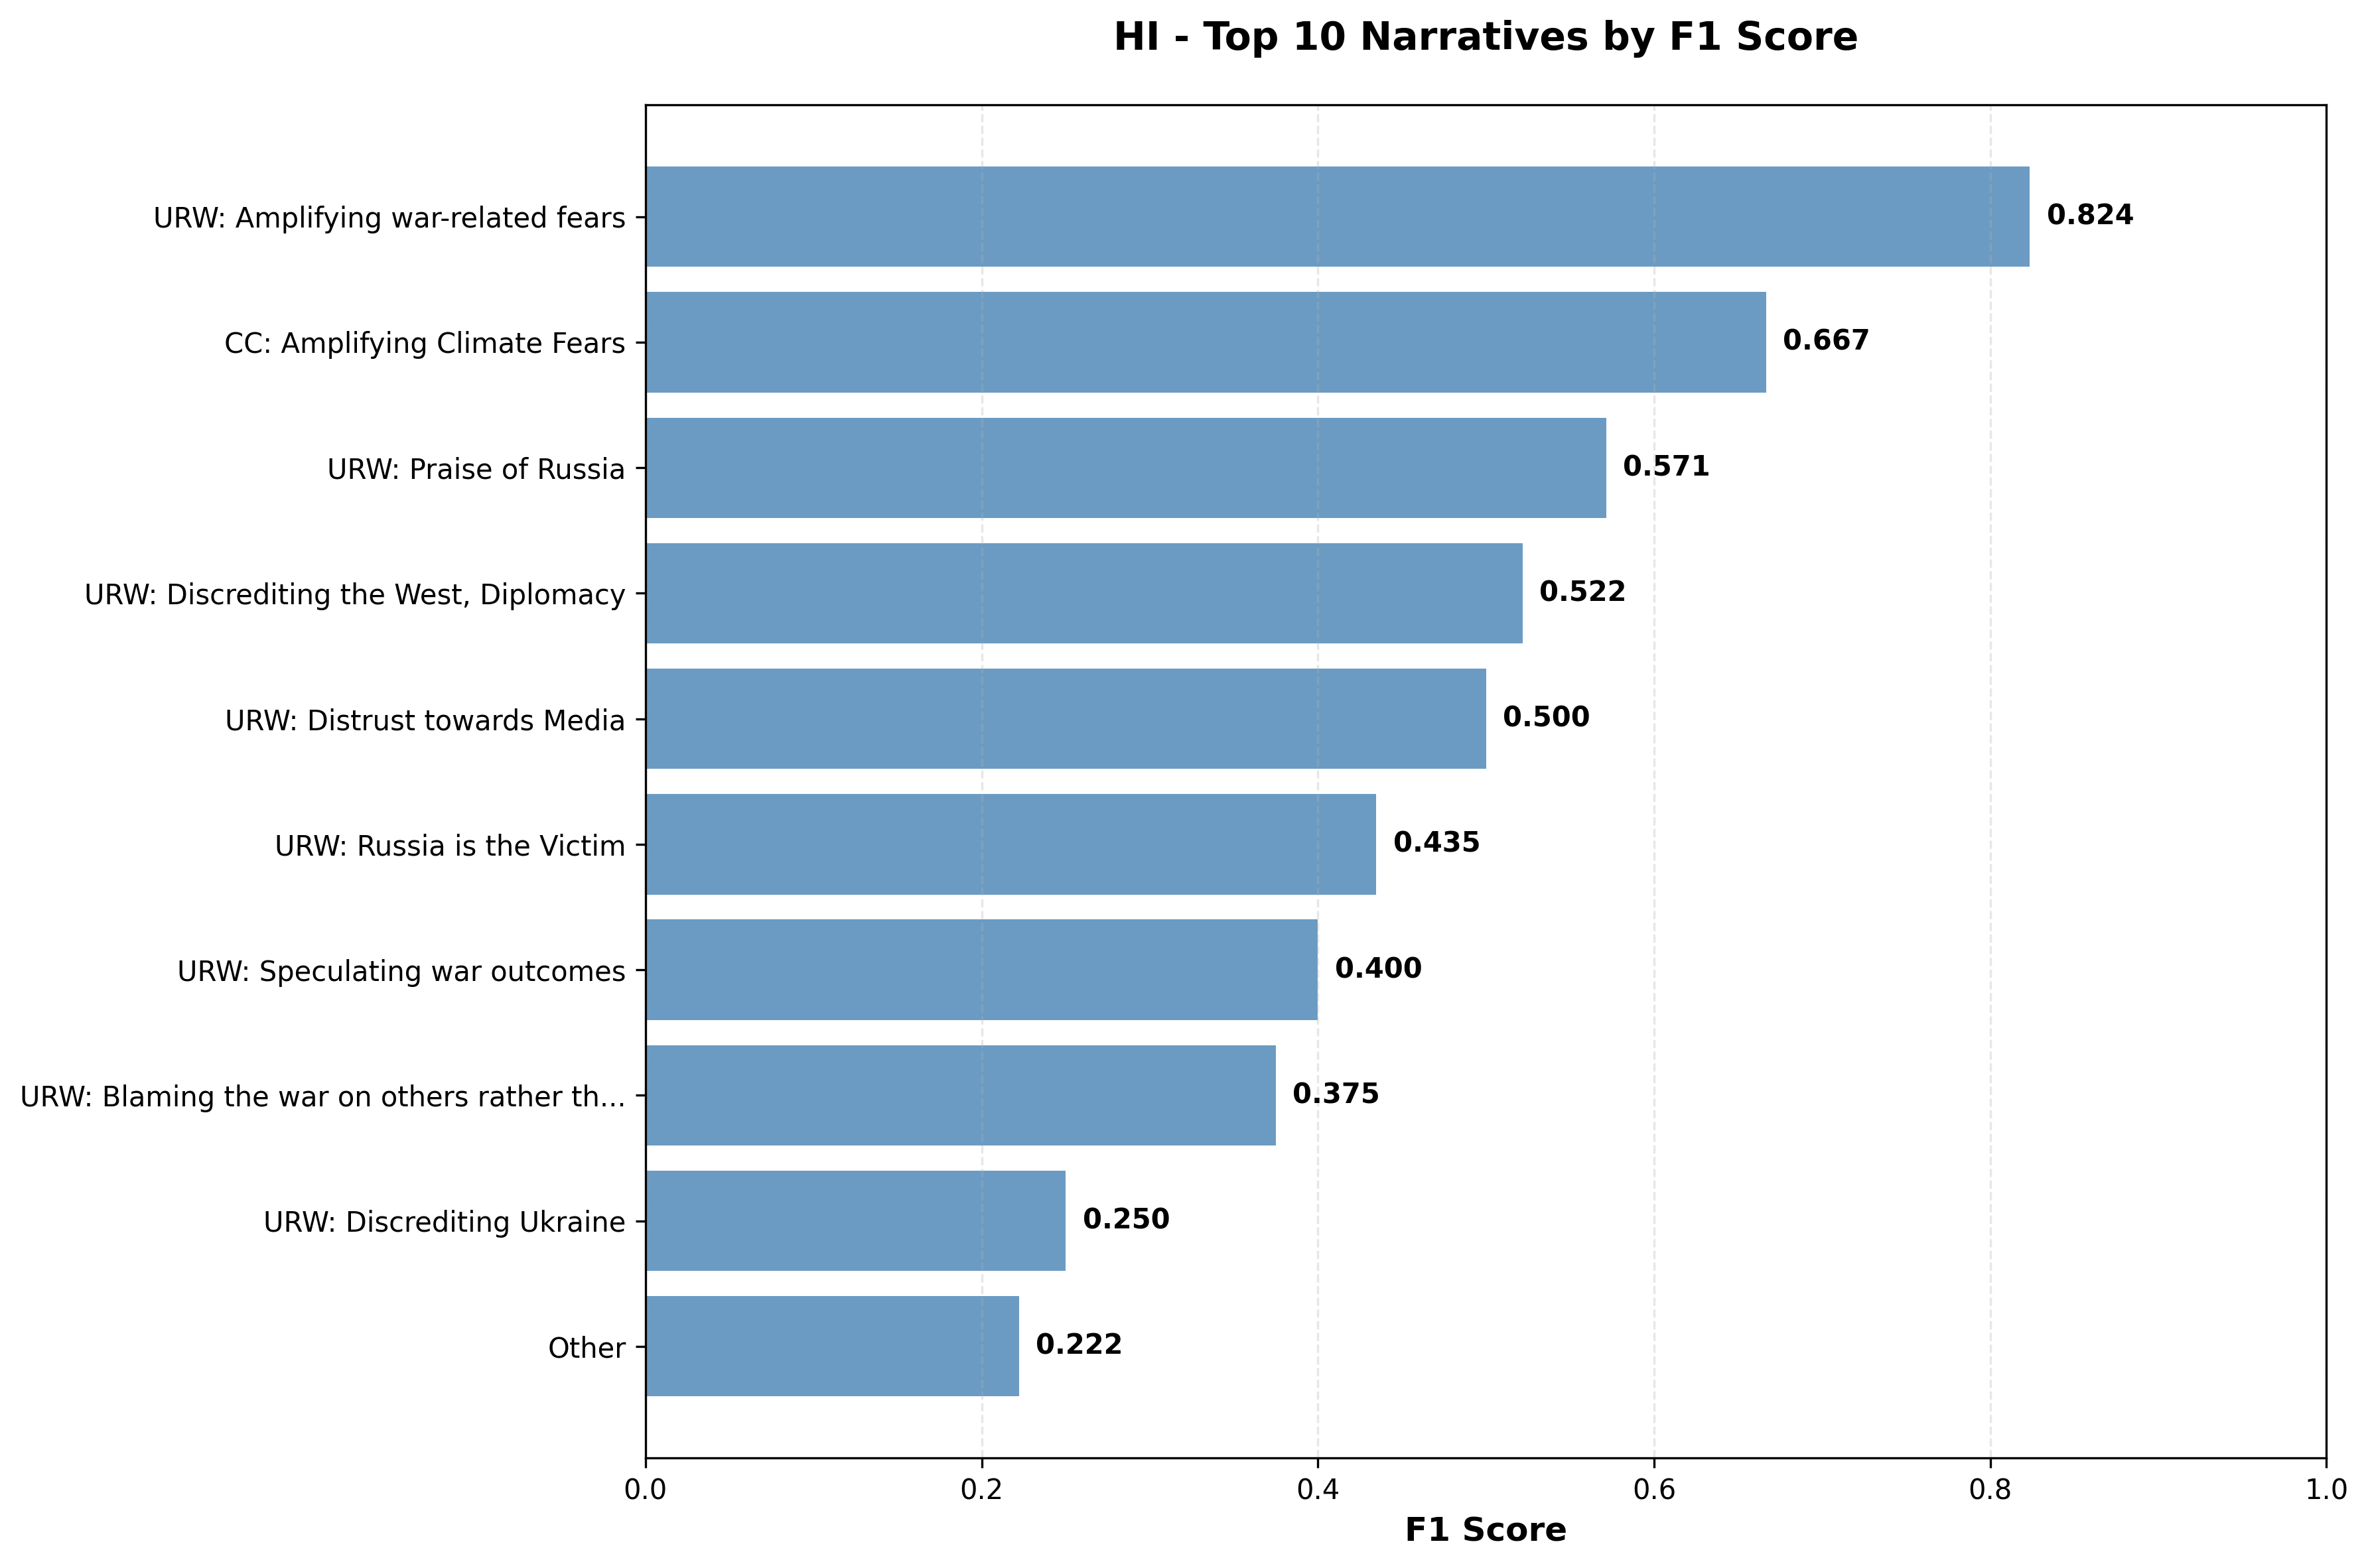 HI - Top 10 Narratives by F1 Score
URW: Amplifying war-related fears
0.824
CC: Amplifying Climate Fears
0.667
URW: Praise of Russia
0.571
URW: Discrediting the West, Diplomacy
0.522
URW: Distrust towards Media
0.500
URW: Russia is the Victim
0.435
URW: Speculating war outcomes
0.400
URW: Blaming the war on others rather th...
0.375
URW: Discrediting Ukraine
0.250
Other
0.222
0.0 0.2 0.4 0.6 0.8 1.0
F1 Score